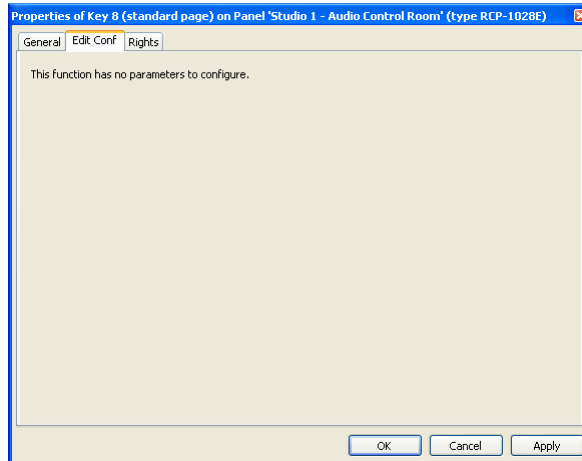 Properties of Key 8 (standard page) on Panel 'Studio 1 - Audio Control Room' (type RCP-1028E)
General Edit Conf Rights
This function has no parameters to configure.
OK Cancel Apply